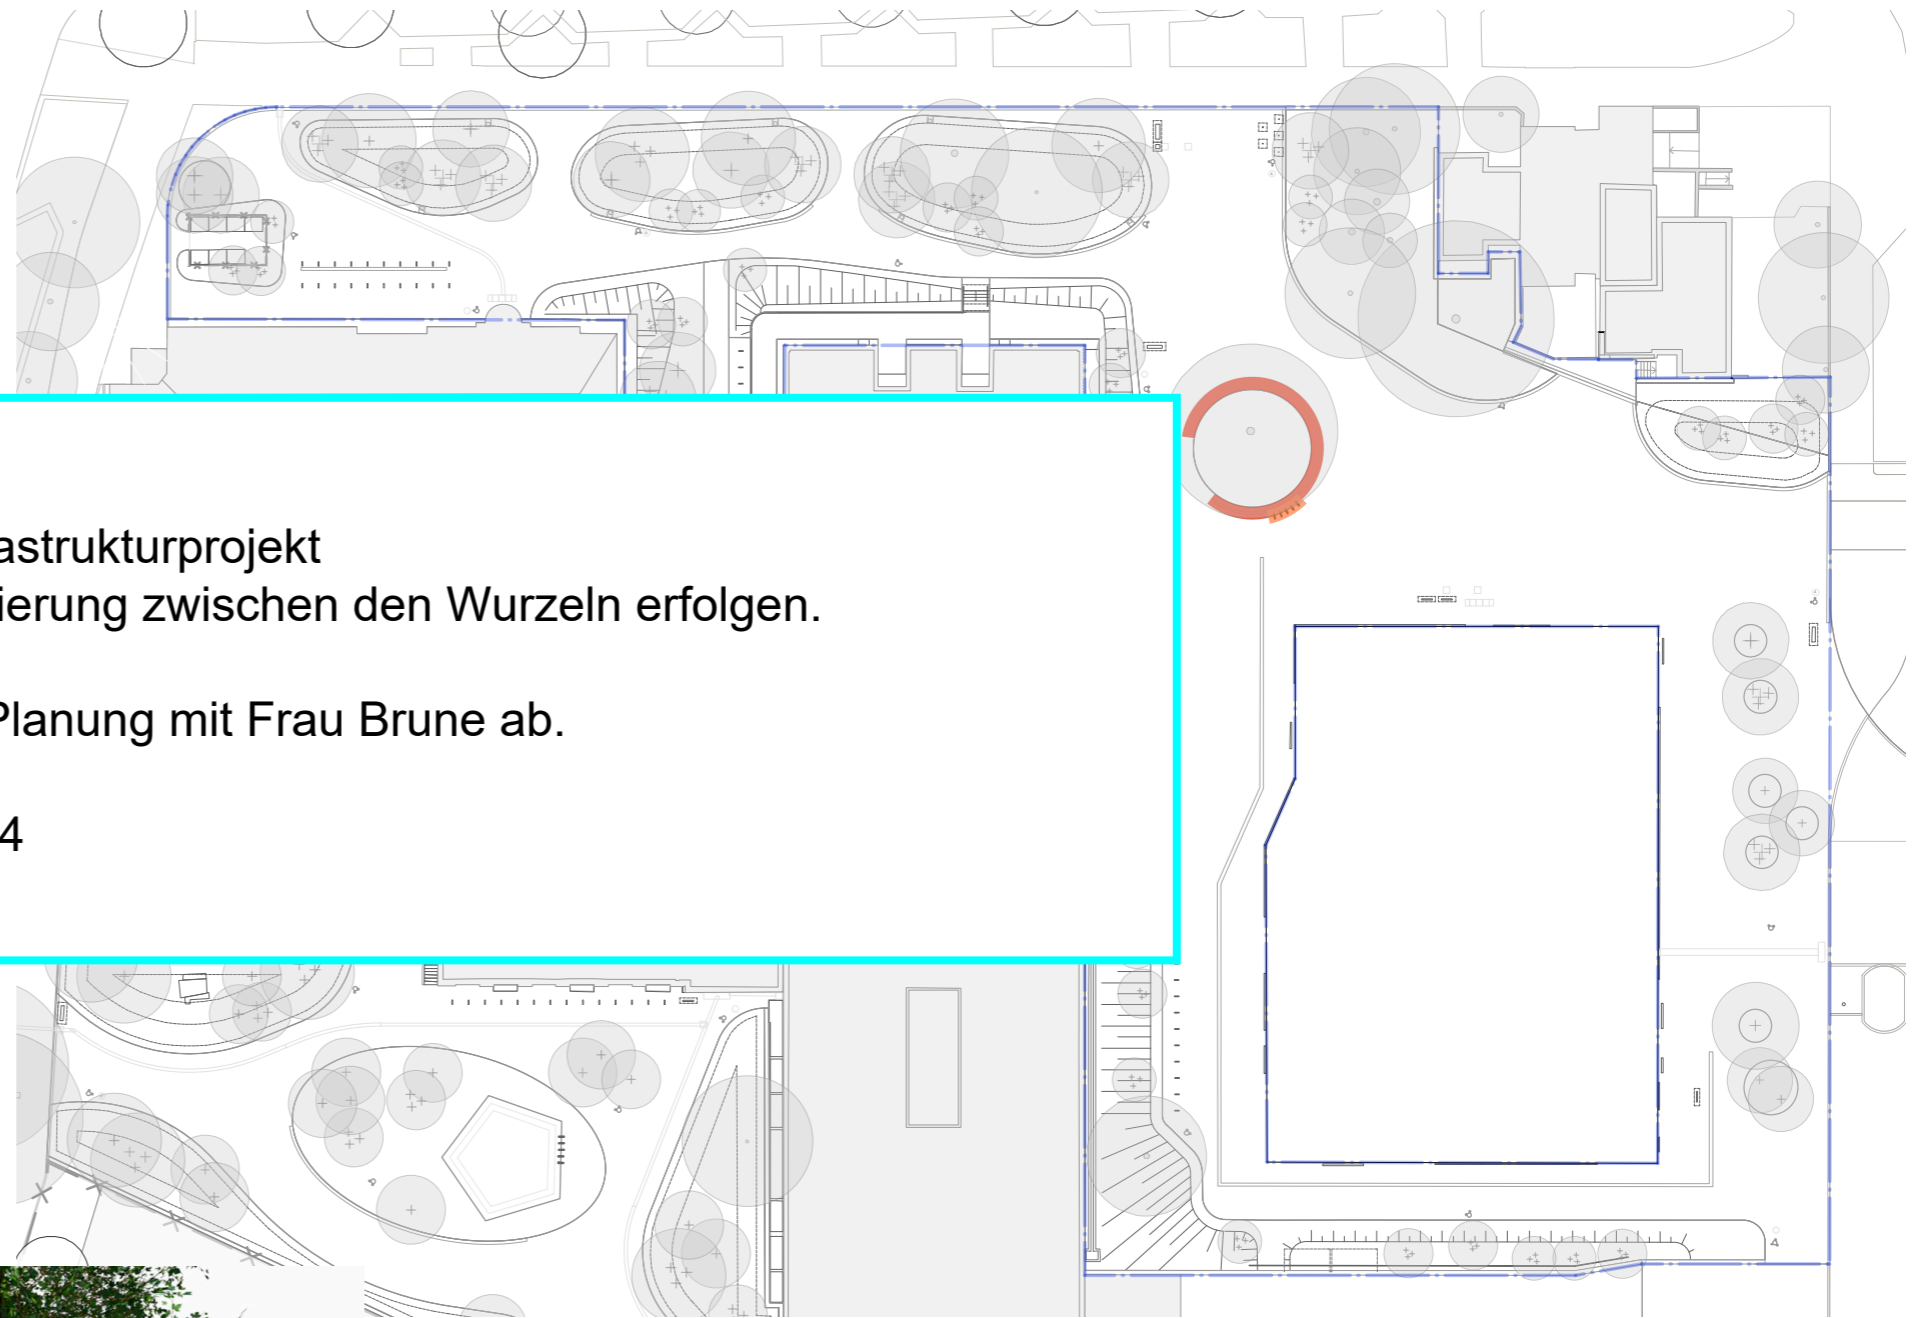 astrukturprojekt
ierung zwischen den Wurzeln erfolgen.
Planung mit Frau Brune ab.
4